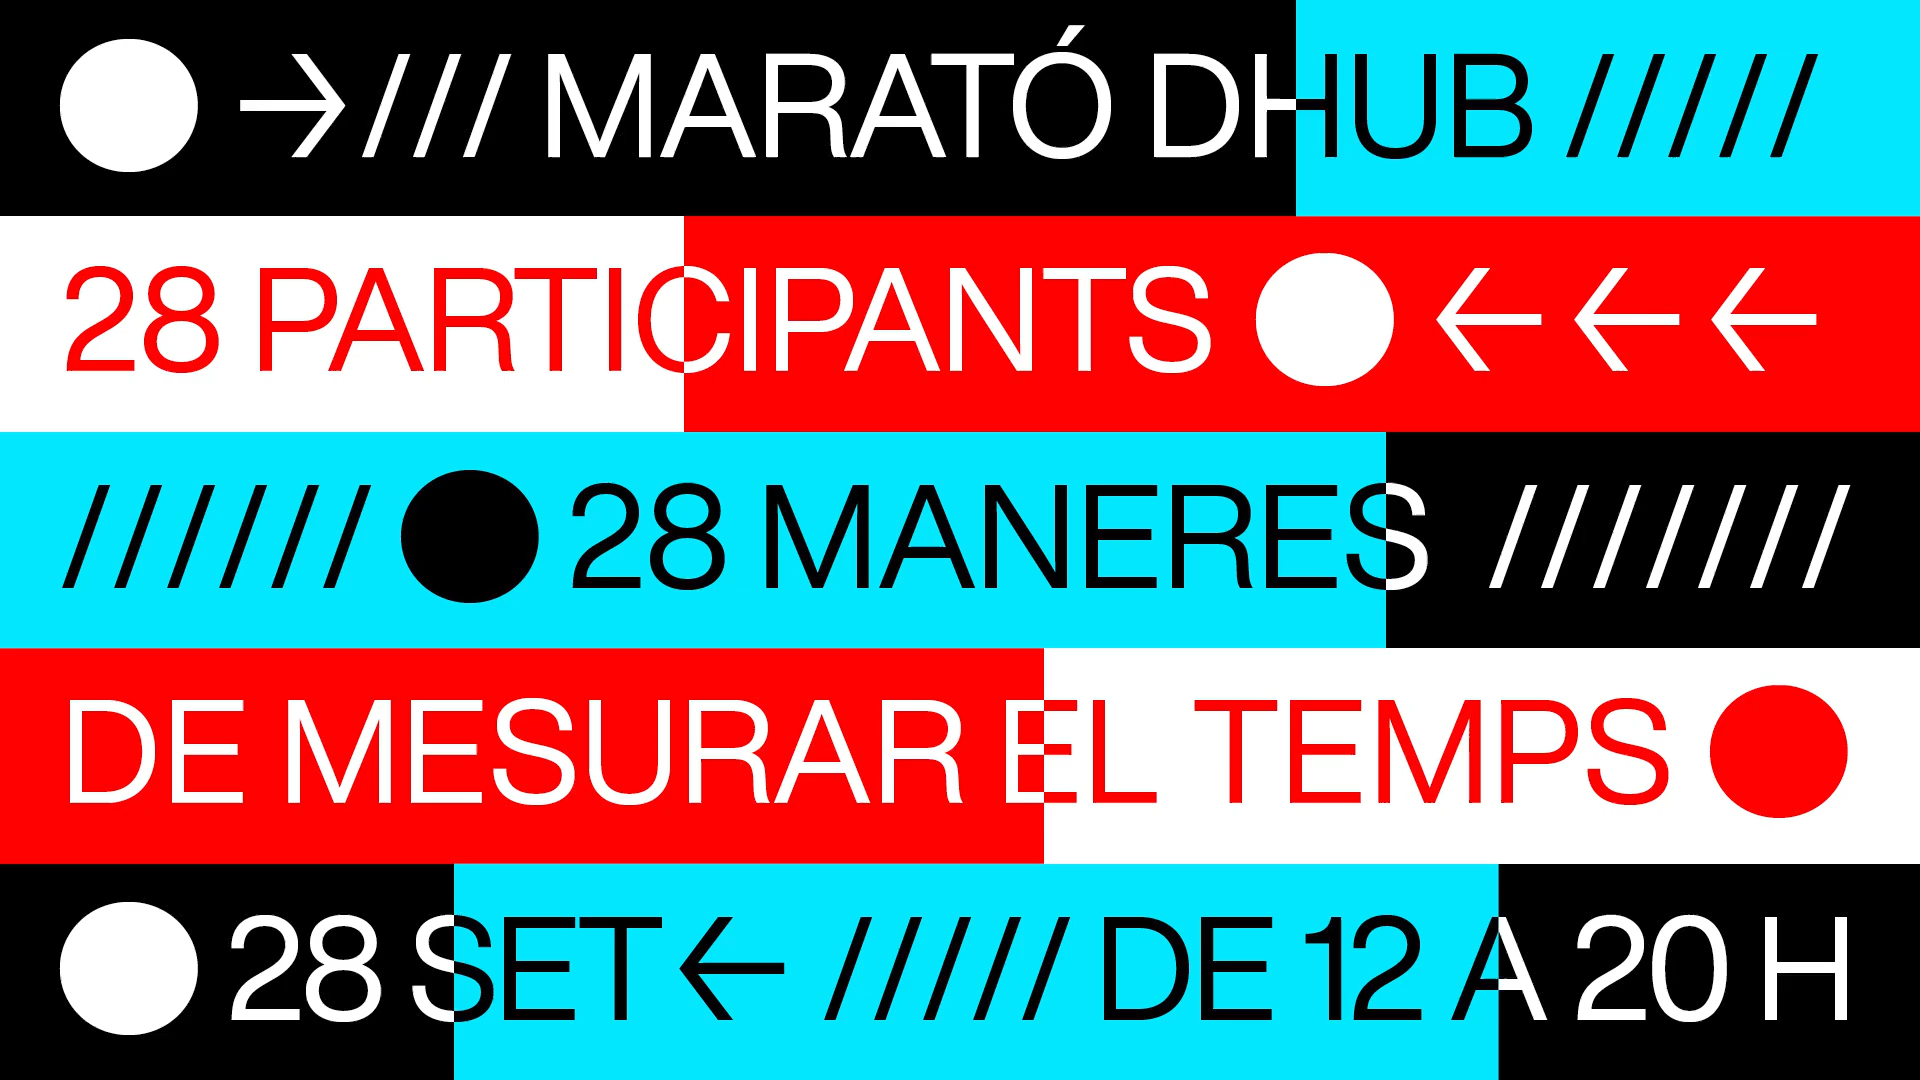 ● →/// MARATÓ DHUB /////
28 PARTICIPANTS ● ← ← ←
////// ● 28 MANERES ///////
DE MESURAR EL TEMPS ●
● 28 SET ← ///// DE 12 A 20 H